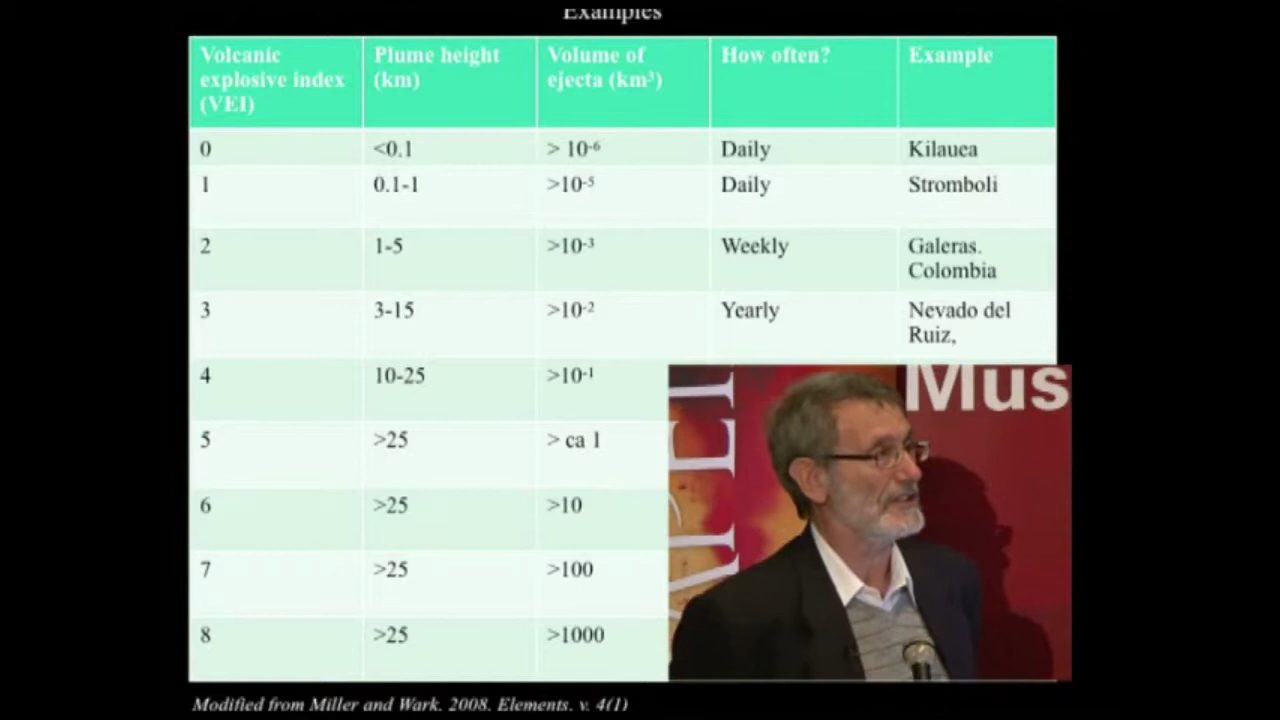 Examples
Volcanic explosive index (VEI) Plume height (km) Volume of ejecta (km³) How often? Example
0 <0.1 > 10⁻⁶ Daily Kilauea
1 0.1-1 >10⁻⁵ Daily Stromboli
2 1-5 >10⁻³ Weekly Galeras. Colombia
3 3-15 >10⁻² Yearly Nevado del Ruiz,
4 10-25 >10⁻¹
5 >25 > ca 1
6 >25 >10
7 >25 >100
8 >25 >1000
Mus
Modified from Miller and Wark. 2008. Elements. v. 4(1)